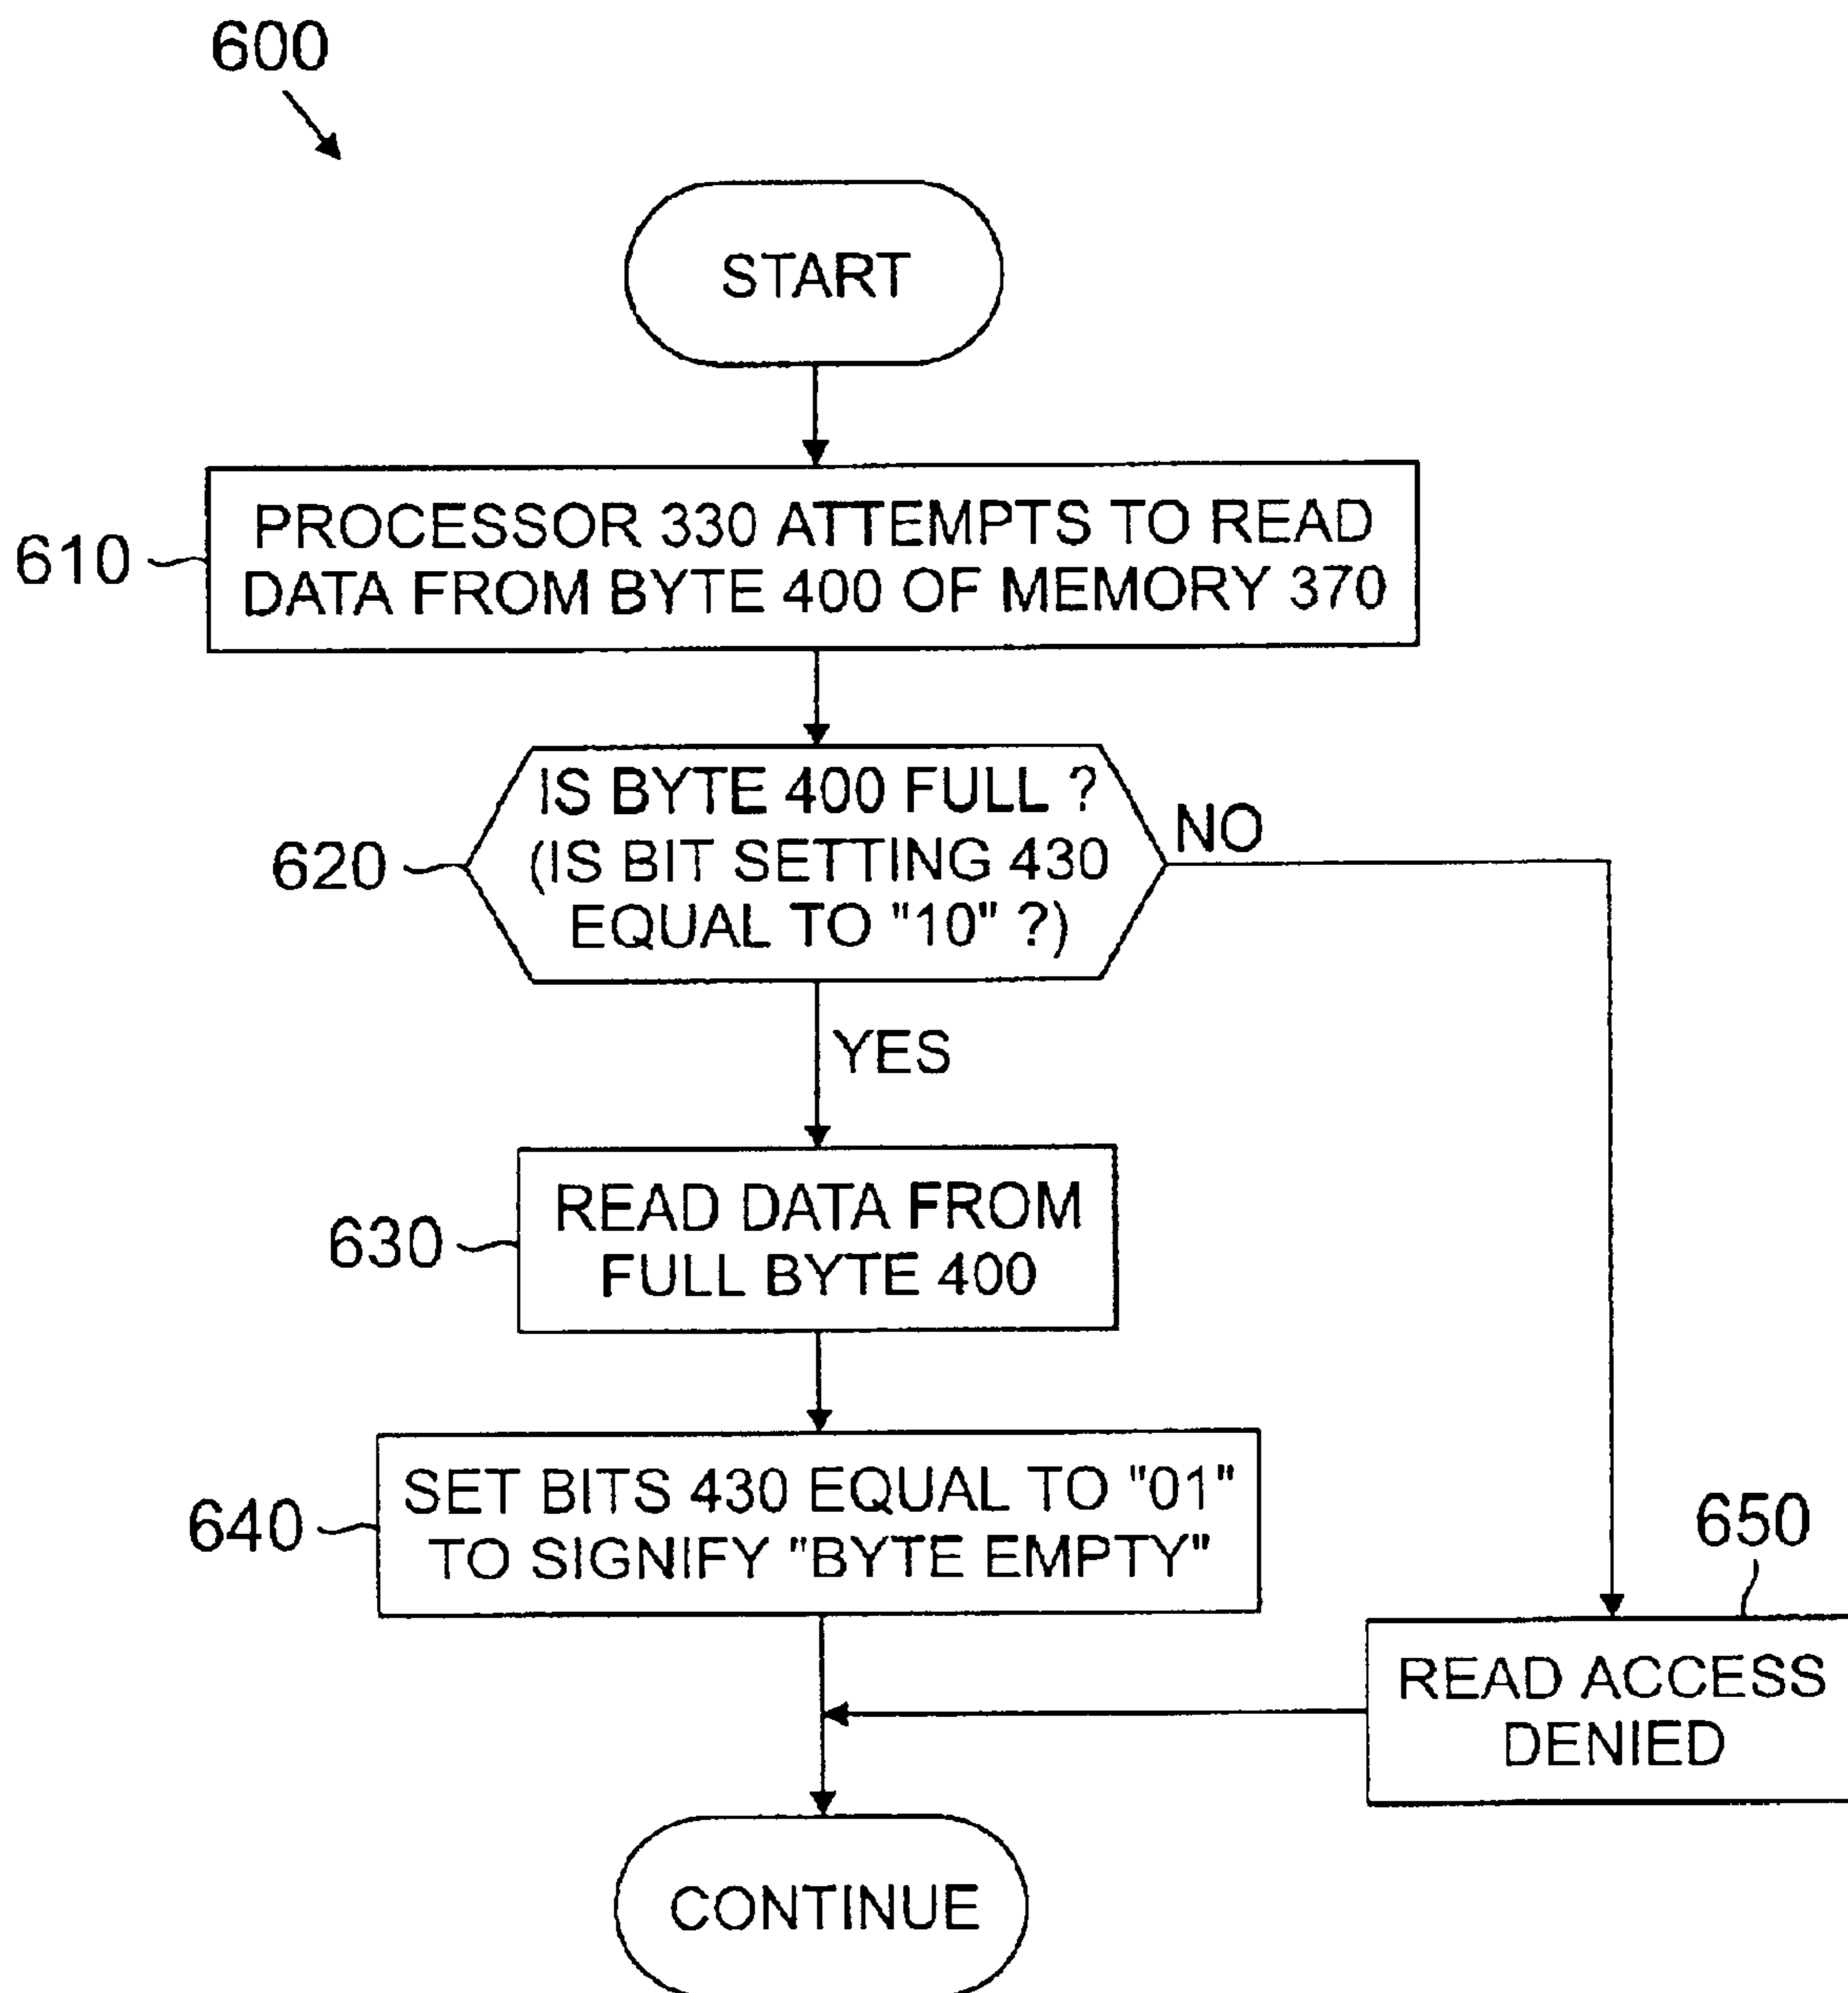 600
START
610
PROCESSOR 330 ATTEMPTS TO READ
DATA FROM BYTE 400 OF MEMORY 370
620
IS BYTE 400 FULL ?
(IS BIT SETTING 430
EQUAL TO "10" ?)
NO
YES
630
READ DATA FROM
FULL BYTE 400
640
SET BITS 430 EQUAL TO "01"
TO SIGNIFY "BYTE EMPTY"
650
READ ACCESS
DENIED
CONTINUE